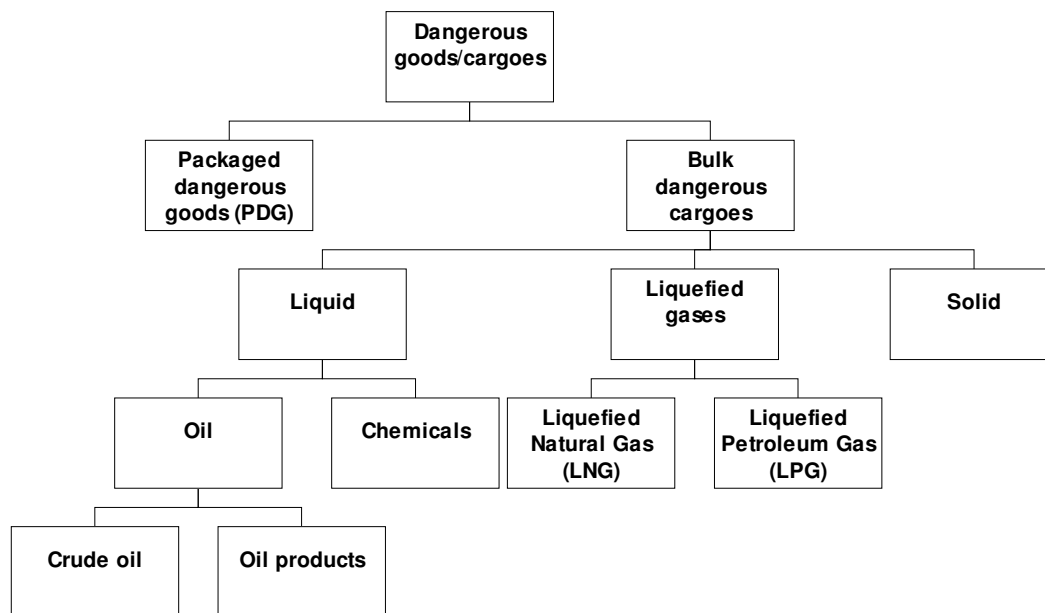 Dangerous
goods/cargoes
Packaged
dangerous
goods (PDG)
Bulk
dangerous
cargoes
Liquid
Liquefied
gases
Solid
Oil
Chemicals
Liquefied
Natural Gas
(LNG)
Liquefied
Petroleum Gas
(LPG)
Crude oil
Oil products